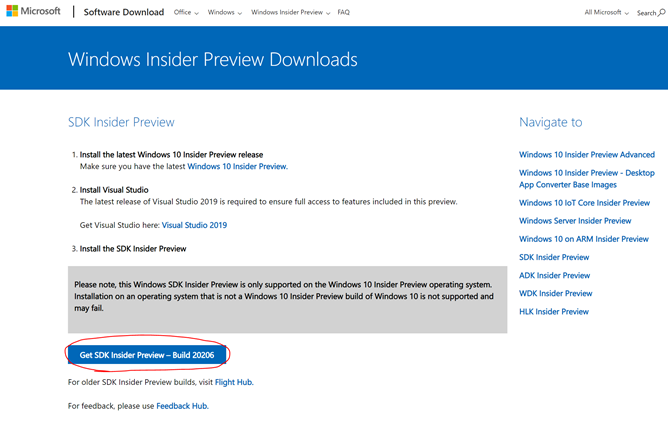 Microsoft
Software Download
Office
Windows
Windows Insider Preview
FAQ
All Microsoft
Search
Windows Insider Preview Downloads
SDK Insider Preview
1. Install the latest Windows 10 Insider Preview release
Make sure you have the latest Windows 10 Insider Preview.
2. Install Visual Studio
The latest release of Visual Studio 2019 is required to ensure full access to features included in this preview.
Get Visual Studio here: Visual Studio 2019
3. Install the SDK Insider Preview
Please note, this Windows SDK Insider Preview is only supported on the Windows 10 Insider Preview operating system.
Installation on an operating system that is not a Windows 10 Insider Preview build of Windows 10 is not supported and
may fail.
Get SDK Insider Preview – Build 20206
For older SDK Insider Preview builds, visit Flight Hub.
For feedback, please use Feedback Hub.
Navigate to
Windows 10 Insider Preview Advanced
Windows 10 Insider Preview - Desktop
App Converter Base Images
Windows 10 IoT Core Insider Preview
Windows Server Insider Preview
Windows 10 on ARM Insider Preview
SDK Insider Preview
ADK Insider Preview
WDK Insider Preview
HLK Insider Preview